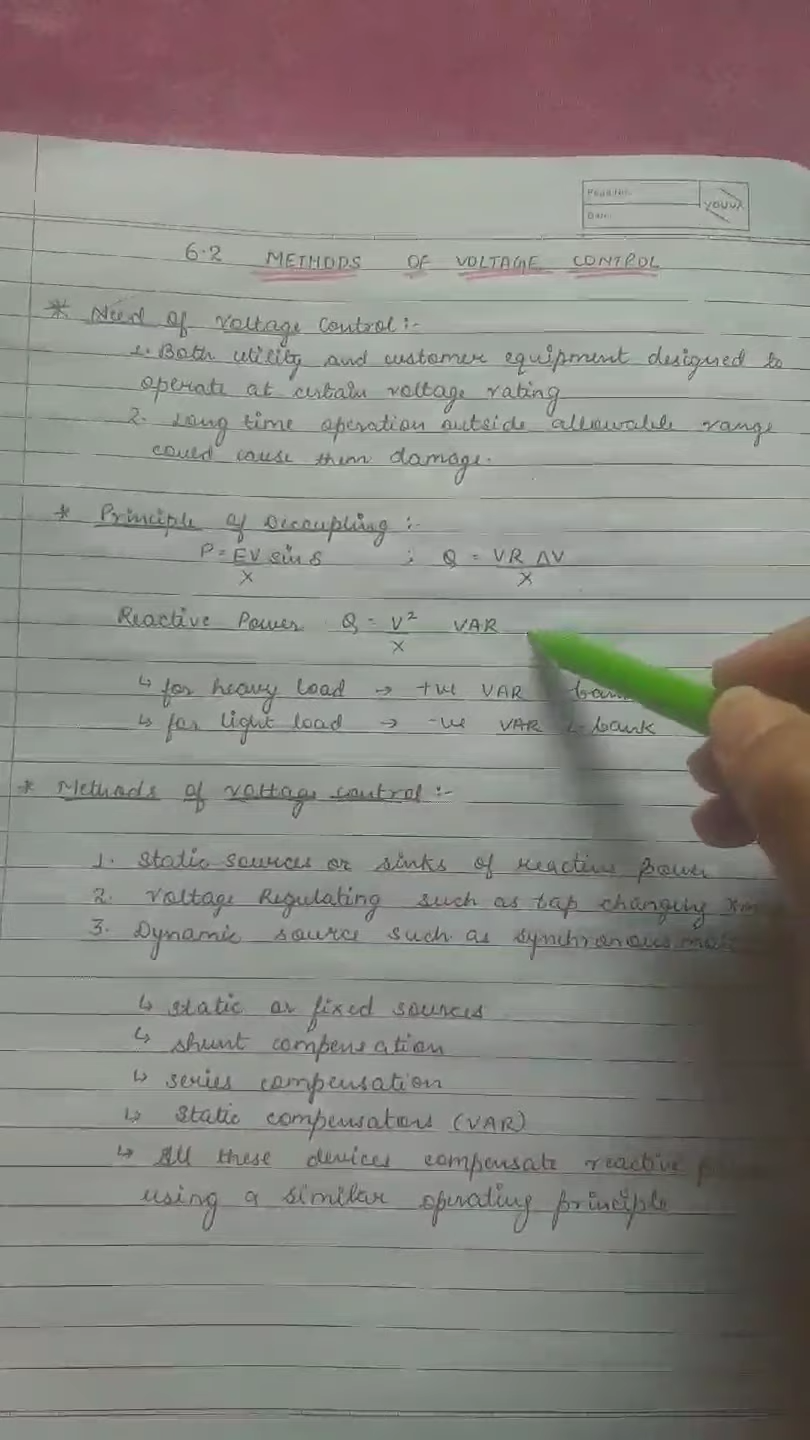 Page No.
Date
YOUVA
6.2 METHODS OF VOLTAGE CONTROL
* Need of voltage control :-
1. Both utility and customer equipment designed to
operate at certain voltage rating
2. Long time operation outside allowable range
could cause them damage.
* Principle of Decoupling :-
P = EV sin δ / X ; Q = VR ΔV / X
Reactive Power Q = V² / X VAR
↳ for heavy load → +ve VAR
↳ for light load → -ve VAR L-bank
* Methods of voltage control :-
1. Static sources or sinks of reactive power
2. Voltage Regulating such as tap changing
3. Dynamic source such as synchronous
↳ static or fixed sources
↳ shunt compensation
↳ series compensation
↳ Static compensators (VAR)
↳ All these devices compensate reactive
using a similar operating principle